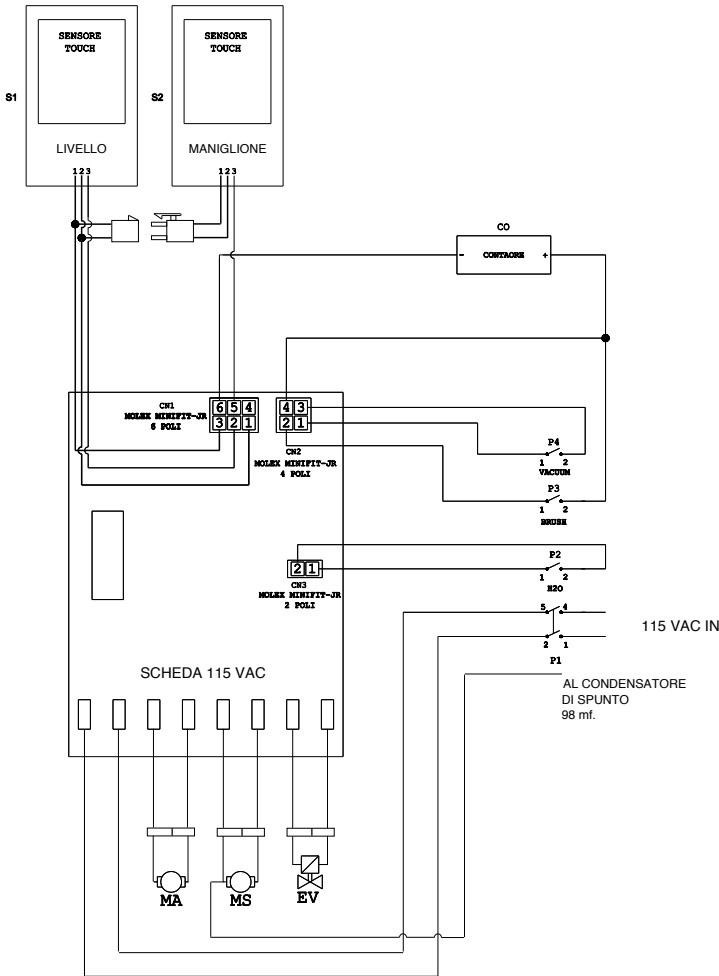 SENSORE
TOUCH
SENSORE
TOUCH
S1
S2
LIVELLO
MANIGLIONE
1 2 3
1 2 3
CO
- CONTAORE +
CN1
MOLEX MINIFIT-JR
6 POLI
6 5 4
3 2 1
4 3
2 1
CN2
MOLEX MINIFIT-JR
4 POLI
P4
1 2
VACUUM
P3
1 2
BRUSH
2 1
CN3
MOLEX MINIFIT-JR
2 POLI
P2
1 2
H2O
5 4
2 1
P1
115 VAC IN
SCHEDA 115 VAC
AL CONDENSATORE
DI SPUNTO
98 mf.
MA
MS
EV